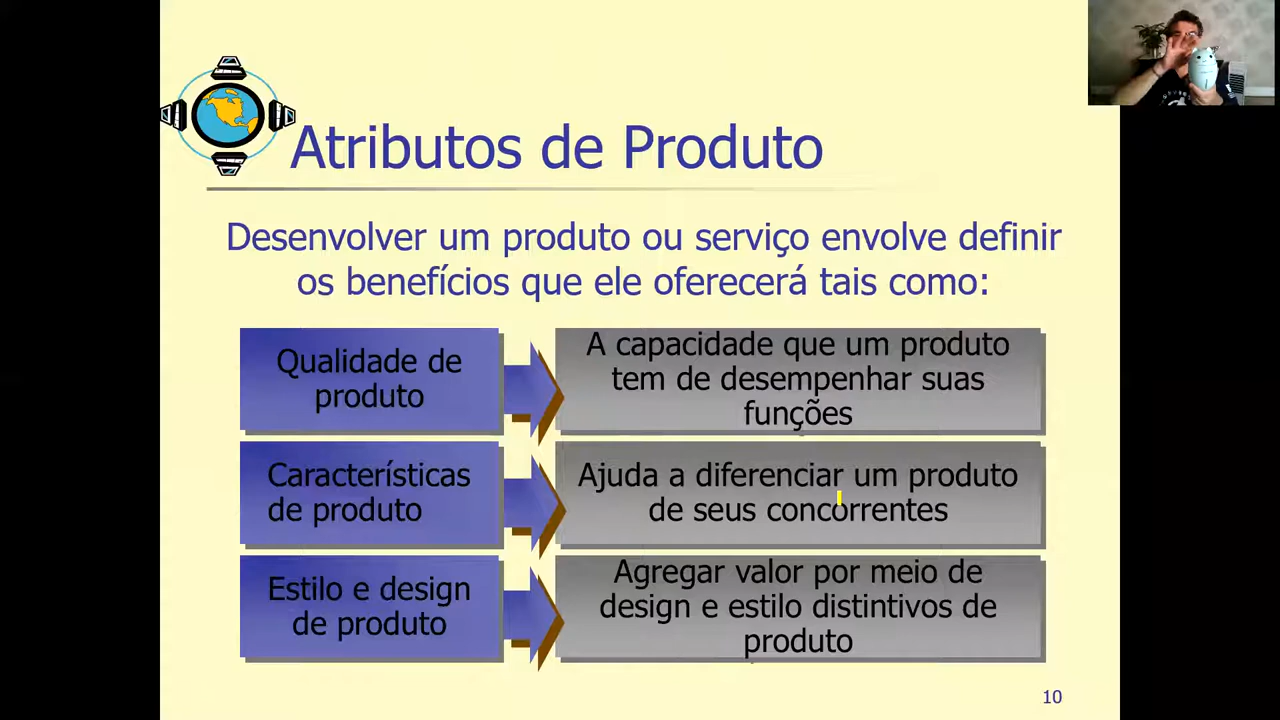 Atributos de Produto
Desenvolver um produto ou serviço envolve definir
os benefícios que ele oferecerá tais como:
Qualidade de
produto
A capacidade que um produto
tem de desempenhar suas
funções
Características
de produto
Ajuda a diferenciar um produto
de seus concorrentes
Estilo e design
de produto
Agregar valor por meio de
design e estilo distintivos de
produto
10